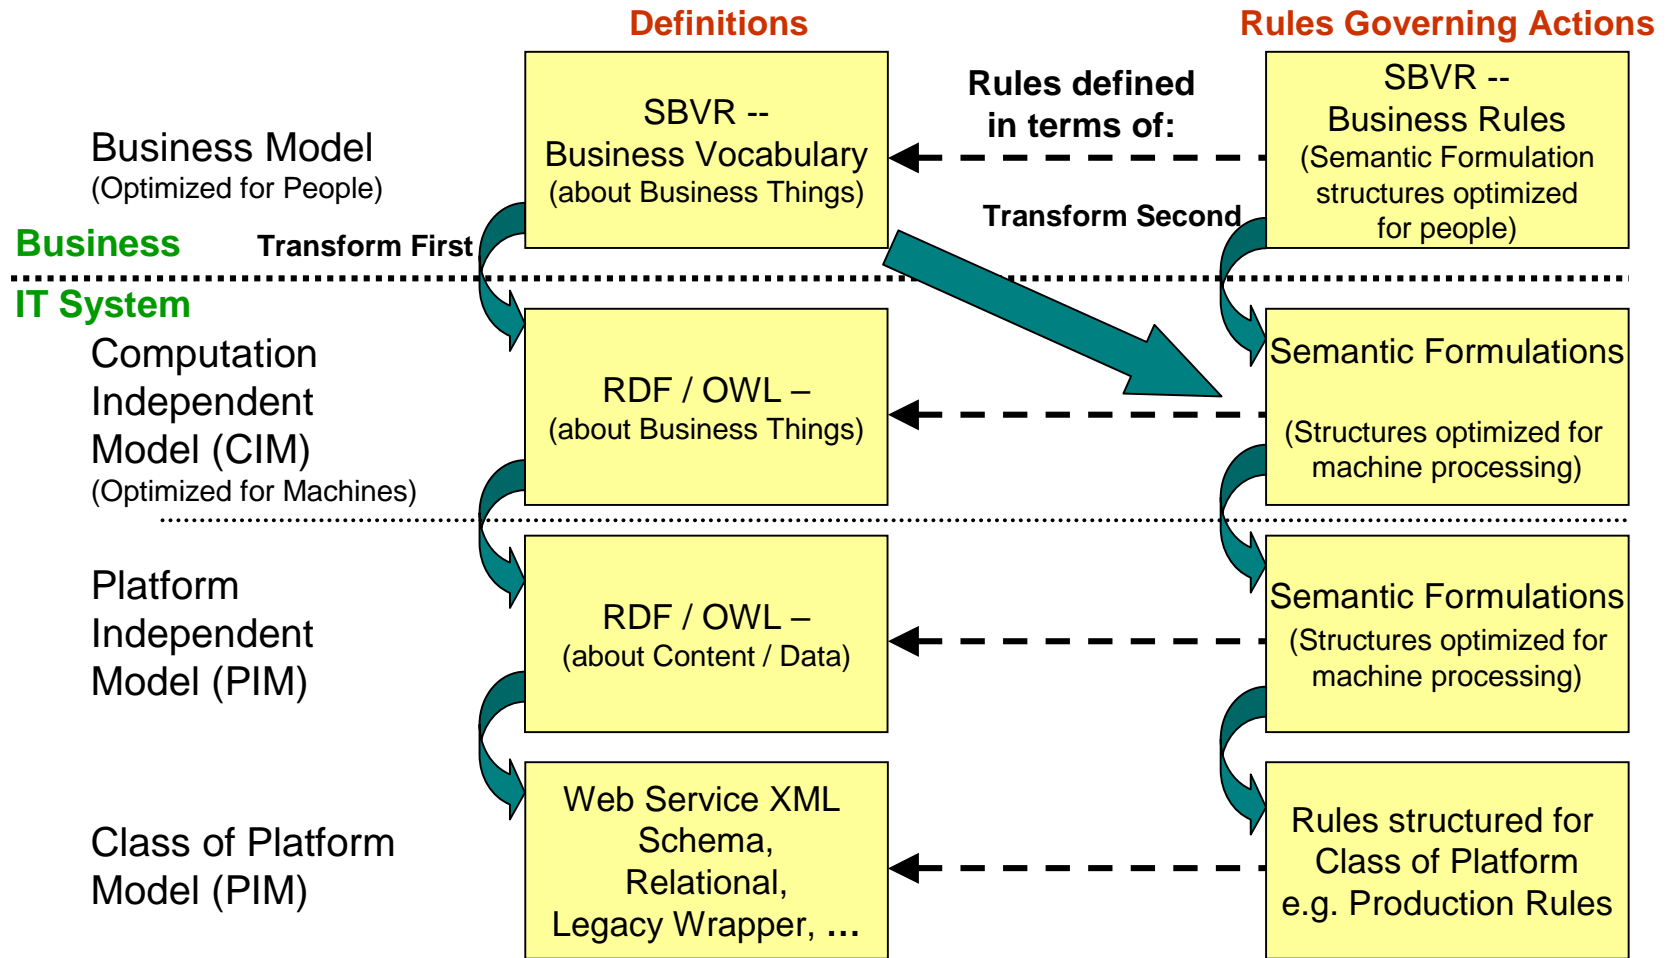 Definitions
Rules Governing Actions
Business Model
(Optimized for People)
SBVR --
Business Vocabulary
(about Business Things)
Rules defined
in terms of:
SBVR --
Business Rules
(Semantic Formulation
structures optimized
for people)
Transform Second
Business
Transform First
IT System
Computation
Independent
Model (CIM)
(Optimized for Machines)
RDF / OWL –
(about Business Things)
Semantic Formulations
(Structures optimized for
machine processing)
Platform
Independent
Model (PIM)
RDF / OWL –
(about Content / Data)
Semantic Formulations
(Structures optimized for
machine processing)
Class of Platform
Model (PIM)
Web Service XML
Schema,
Relational,
Legacy Wrapper, …
Rules structured for
Class of Platform
e.g. Production Rules